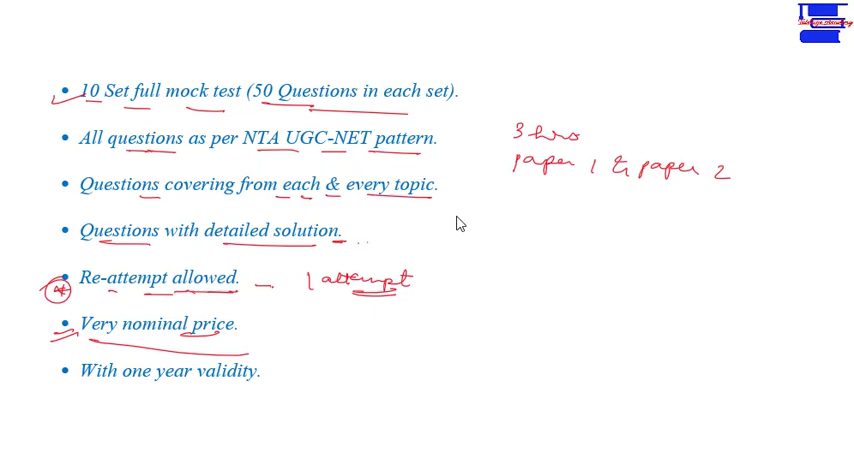 • 10 Set full mock test (50 Questions in each set).
• All questions as per NTA UGC-NET pattern.
3 hrs
paper 1 & paper 2
• Questions covering from each & every topic.
• Questions with detailed solution.
• Re-attempt allowed. – 1 attempt
• Very nominal price.
• With one year validity.